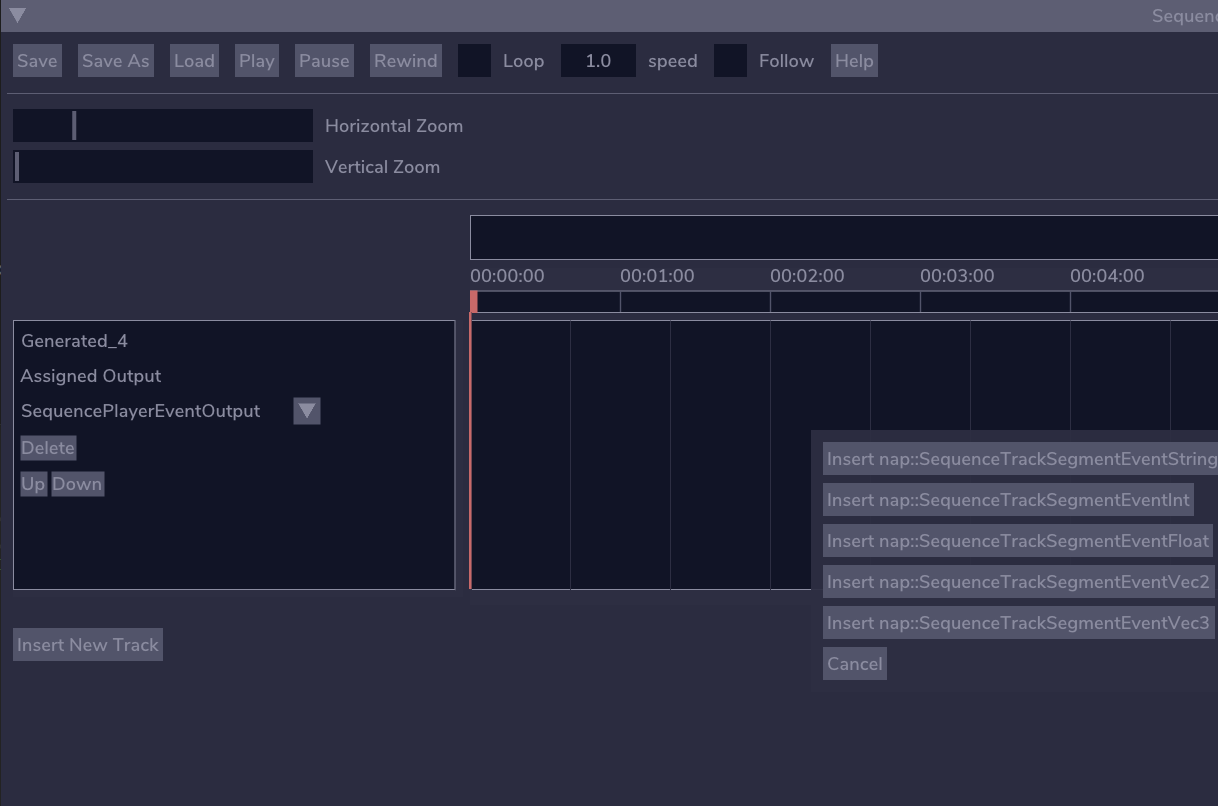 Sequen
Save Save As Load Play Pause Rewind Loop 1.0 speed Follow Help
Horizontal Zoom
Vertical Zoom
00:00:00 00:01:00 00:02:00 00:03:00 00:04:00
Generated_4
Assigned Output
SequencePlayerEventOutput
Delete
Up Down
Insert nap::SequenceTrackSegmentEventString
Insert nap::SequenceTrackSegmentEventInt
Insert nap::SequenceTrackSegmentEventFloat
Insert nap::SequenceTrackSegmentEventVec2
Insert nap::SequenceTrackSegmentEventVec3
Cancel
Insert New Track